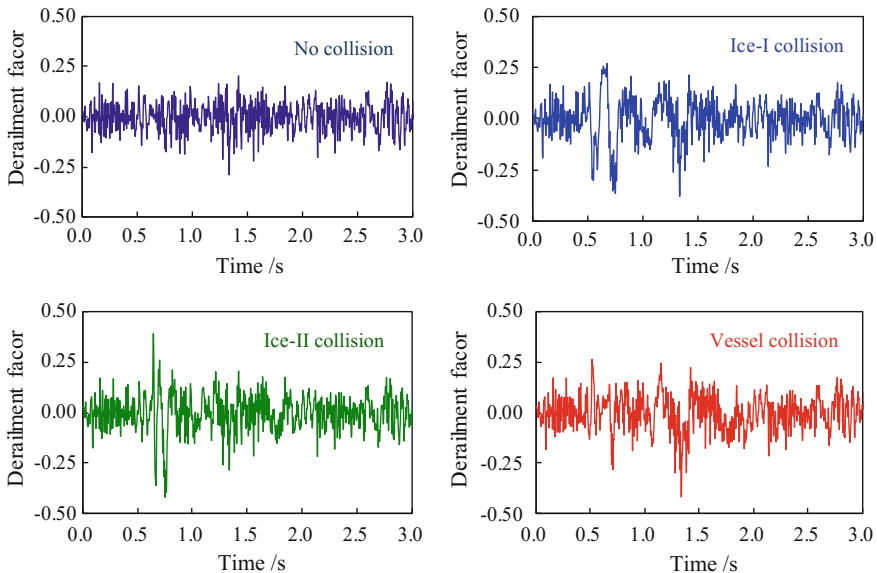 0.50
0.25
0.00
-0.25
-0.50
Derailment facor
No collision
0.0 0.5 1.0 1.5 2.0 2.5 3.0
Time /s
0.50
0.25
0.00
-0.25
-0.50
Derailment facor
Ice-I collision
0.0 0.5 1.0 1.5 2.0 2.5 3.0
Time /s
0.50
0.25
0.00
-0.25
-0.50
Derailment facor
Ice-II collision
0.0 0.5 1.0 1.5 2.0 2.5 3.0
Time /s
0.50
0.25
0.00
-0.25
-0.50
Derailment facor
Vessel collision
0.0 0.5 1.0 1.5 2.0 2.5 3.0
Time /s